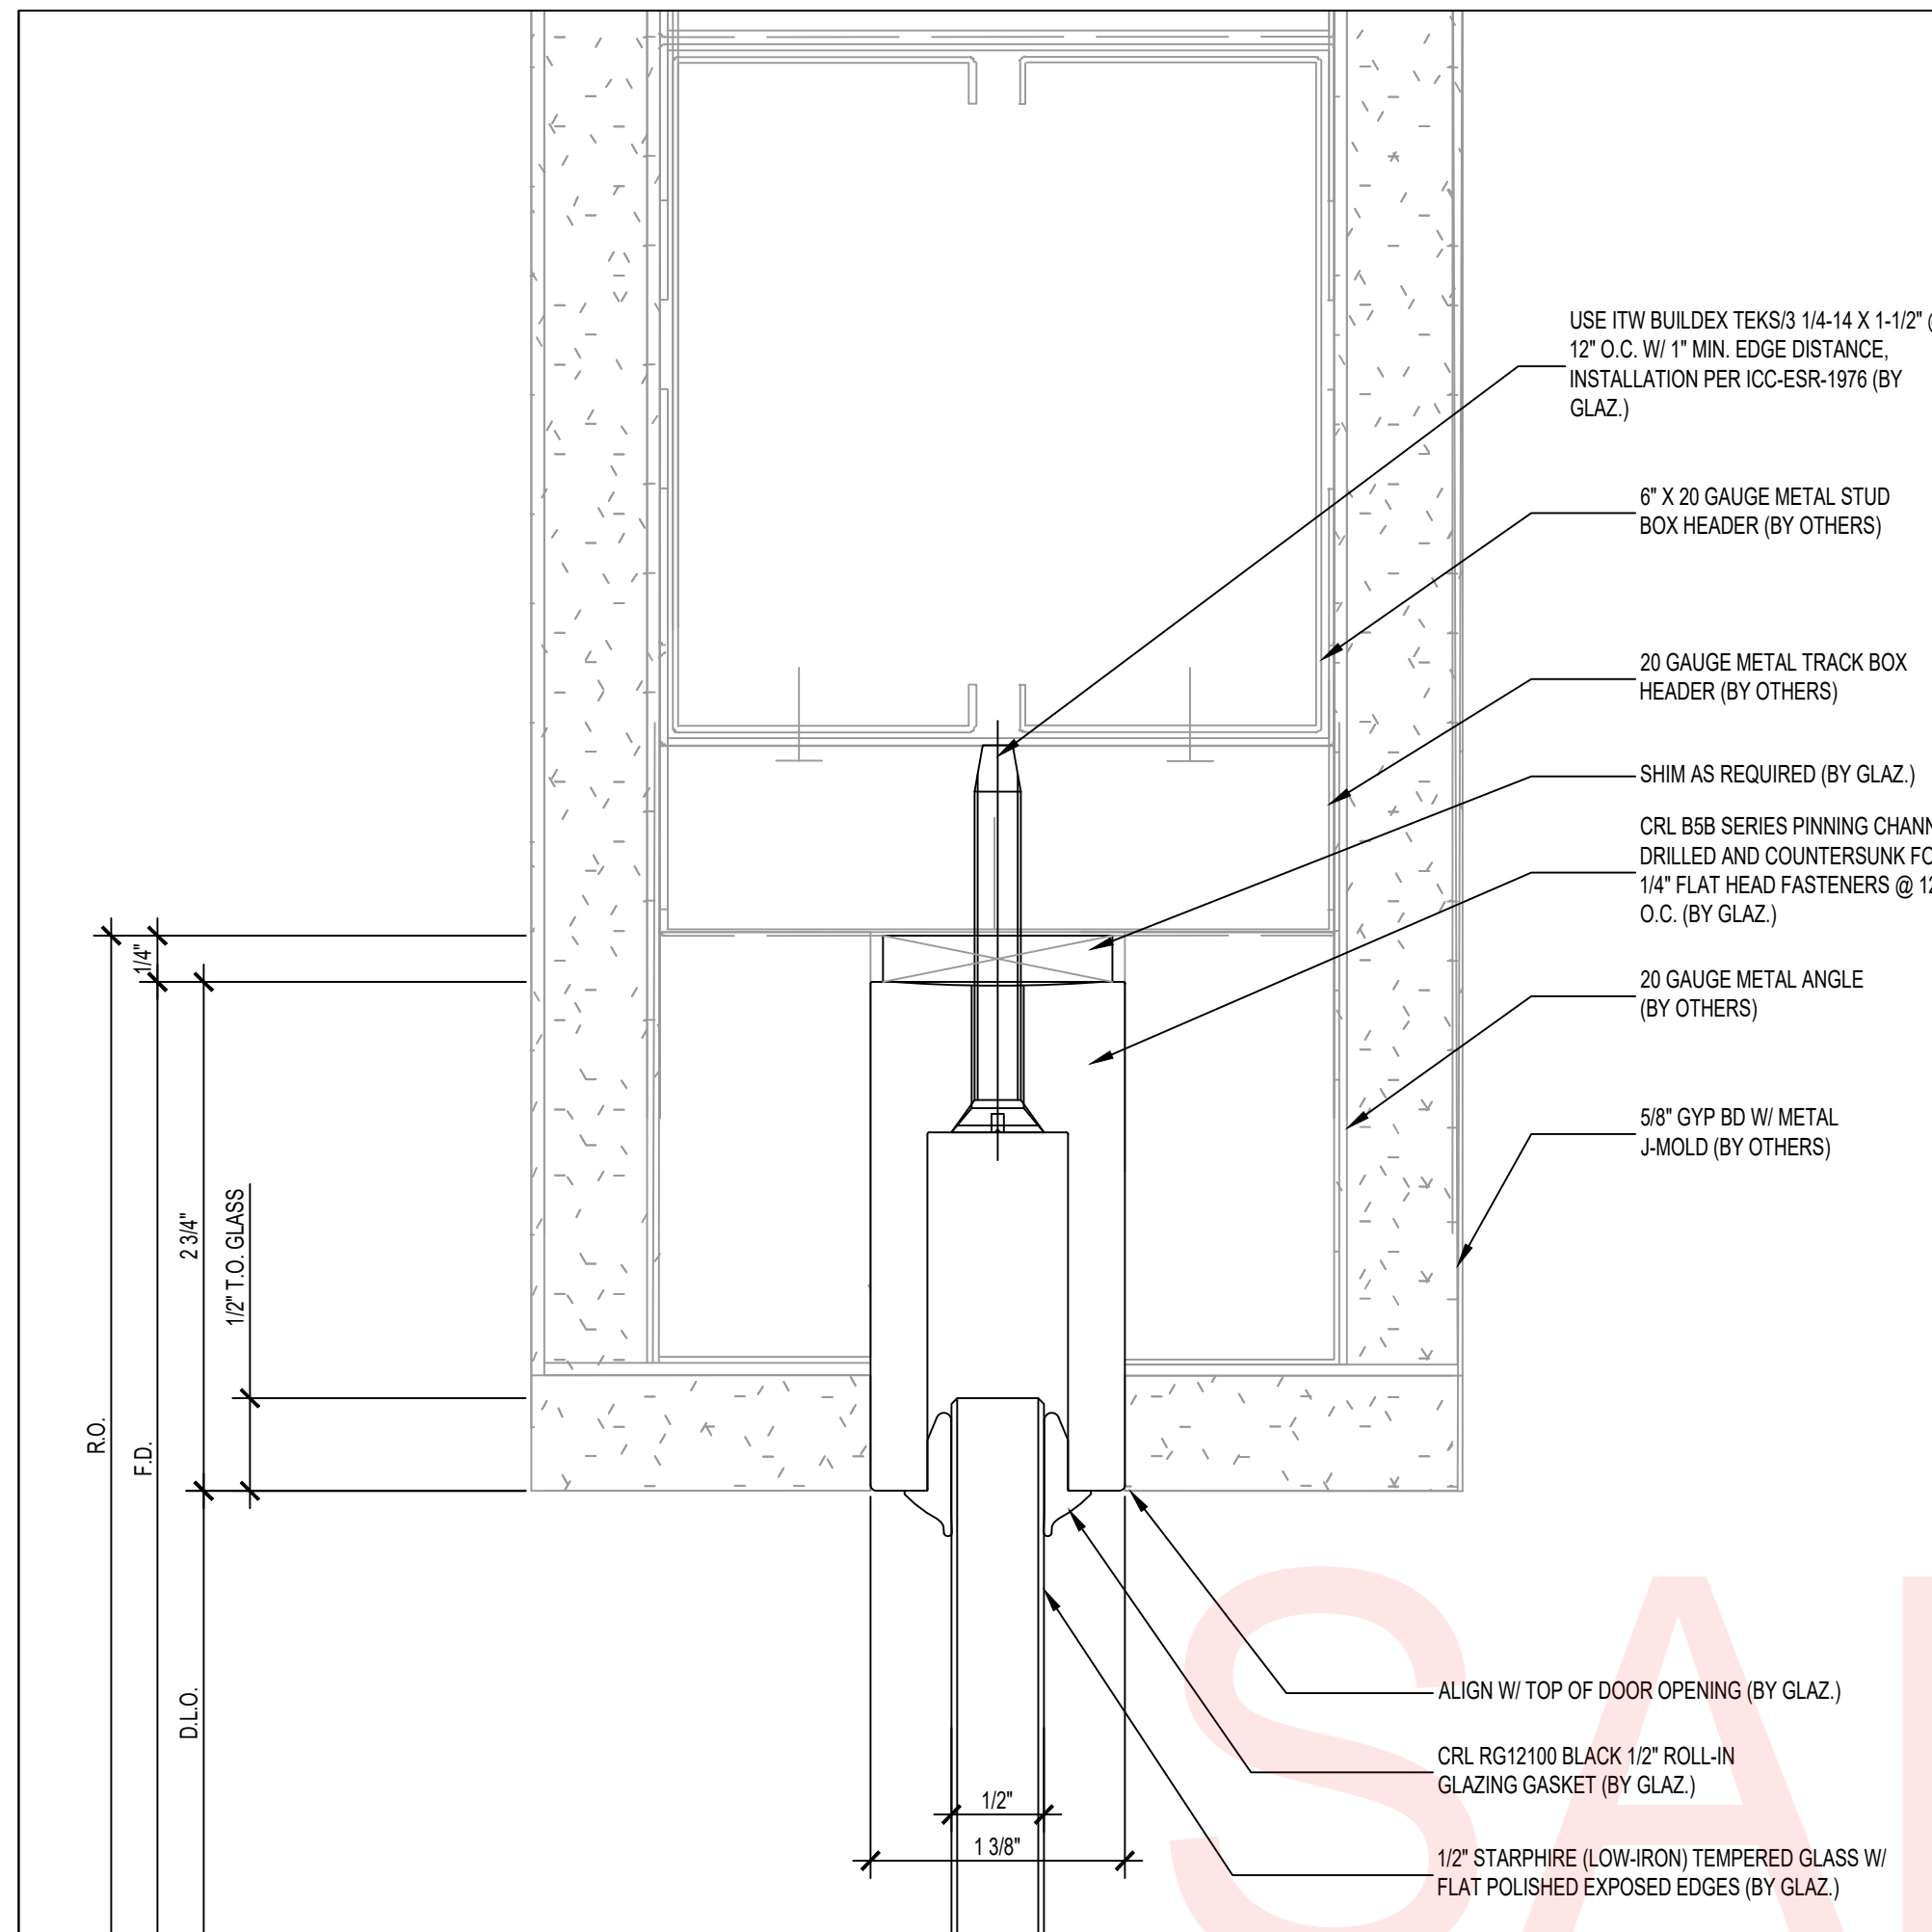 USE ITW BUILDEX TEKS/3 1/4-14 X 1-1/2"
12" O.C. W/ 1" MIN. EDGE DISTANCE,
INSTALLATION PER ICC-ESR-1976 (BY
GLAZ.)
6" X 20 GAUGE METAL STUD
BOX HEADER (BY OTHERS)
20 GAUGE METAL TRACK BOX
HEADER (BY OTHERS)
SHIM AS REQUIRED (BY GLAZ.)
CRL B5B SERIES PINNING
DRILLED AND COUNTERSUNK
1/4" FLAT HEAD FASTENERS @
O.C. (BY GLAZ.)
20 GAUGE METAL ANGLE
(BY OTHERS)
5/8" GYP BD W/ METAL
J-MOLD (BY OTHERS)
1/4"
2 3/4"
1/2" T.O. GLASS
R.O.
F.D.
D.L.O.
ALIGN W/ TOP OF DOOR OPENING (BY GLAZ.)
CRL RG12100 BLACK 1/2" ROLL-IN
GLAZING GASKET (BY GLAZ.)
1/2"
1 3/8"
1/2" STARPHIRE (LOW-IRON) TEMPERED GLASS W/
FLAT POLISHED EXPOSED EDGES (BY GLAZ.)